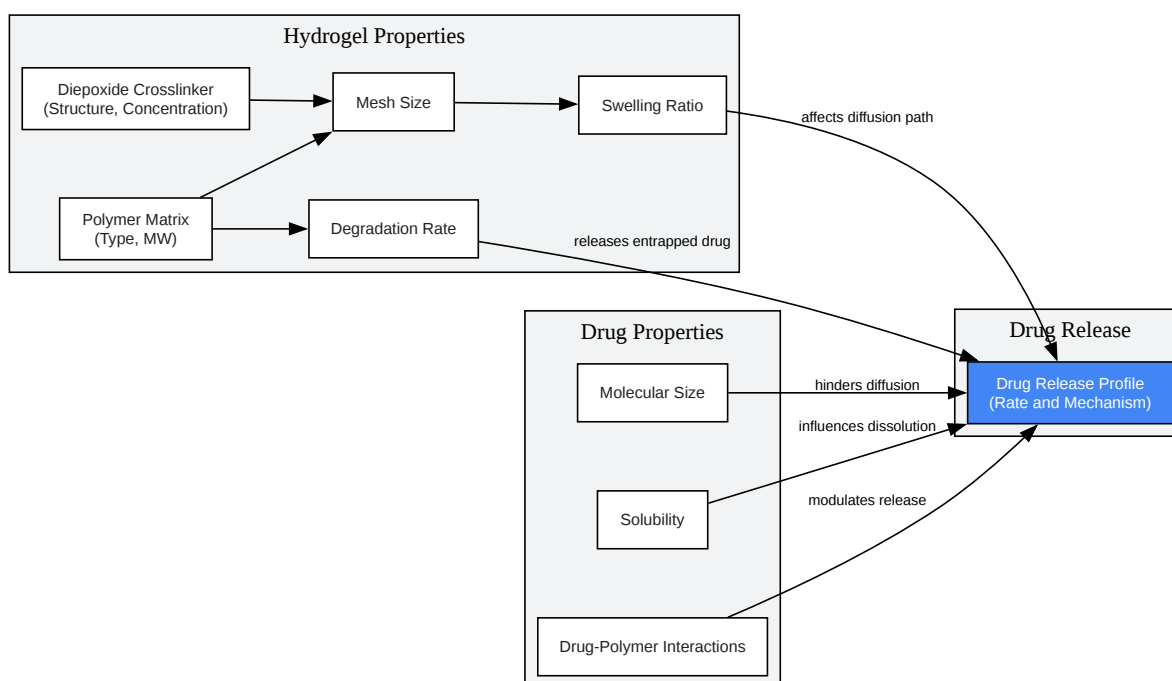 Hydrogel Properties
Diepoxide Crosslinker
(Structure, Concentration)
Mesh Size
Swelling Ratio
affects diffusion path
Polymer Matrix
(Type, MW)
Degradation Rate
releases entrapped drug
Drug Properties
Drug Release
Molecular Size
hinders diffusion
Drug Release Profile
(Rate and Mechanism)
influences dissolution
Solubility
modulates release
Drug-Polymer Interactions